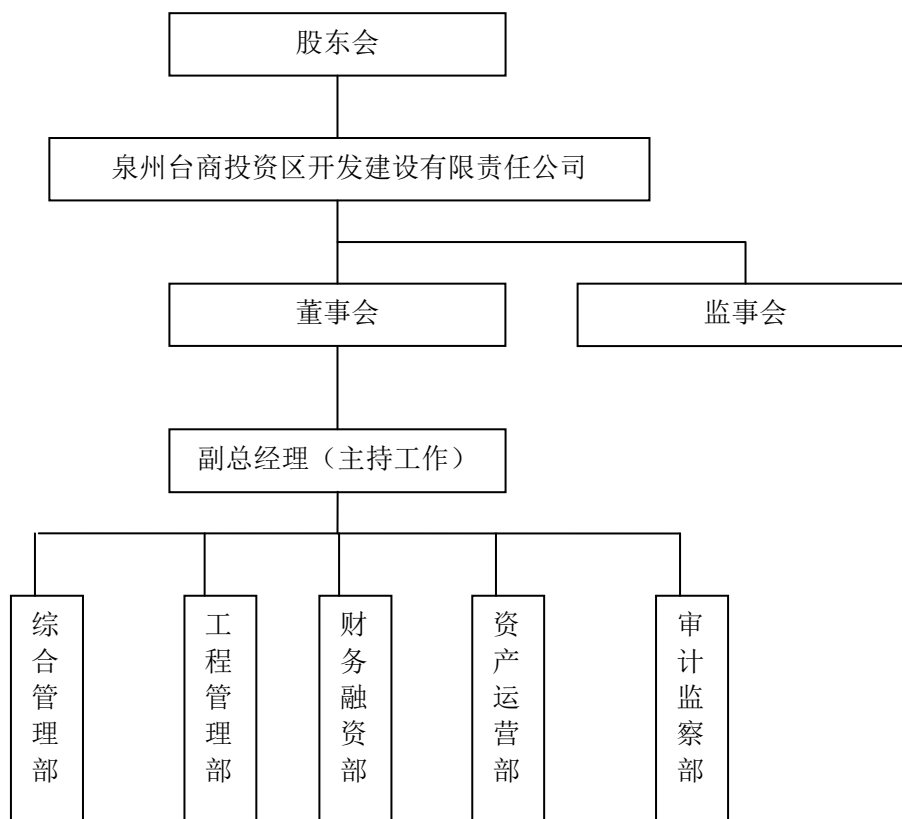 股东会
泉州台商投资区开发建设有限责任公司
董事会
监事会
副总经理（主持工作）
综合管理部
工程管理部
财务融资部
资产运营部
审计监察部